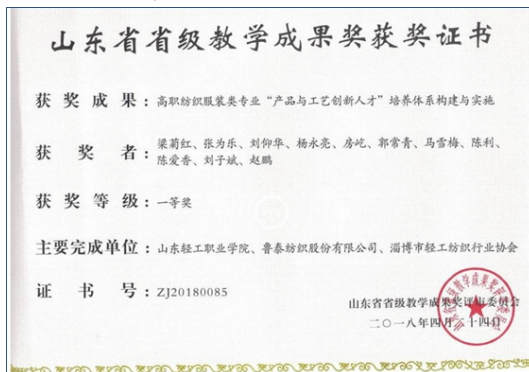 山东省省级教学成果奖获奖证书
获奖成果：高职纺织服装类专业“产品与工艺创新人才”培养体系构建与实施
获奖者：梁菊红、张为乐、刘仰华、杨永亮、房屹、郭常青、马雪梅、陈利、
陈爱香、刘子斌、赵鹏
获奖等级：一等奖
主要完成单位：山东轻工职业学院、鲁泰纺织股份有限公司、淄博市轻工纺织行业协会
证书号：ZJ20180085
山东省省级教学成果奖评审委员会
二〇一八年四月二十四日